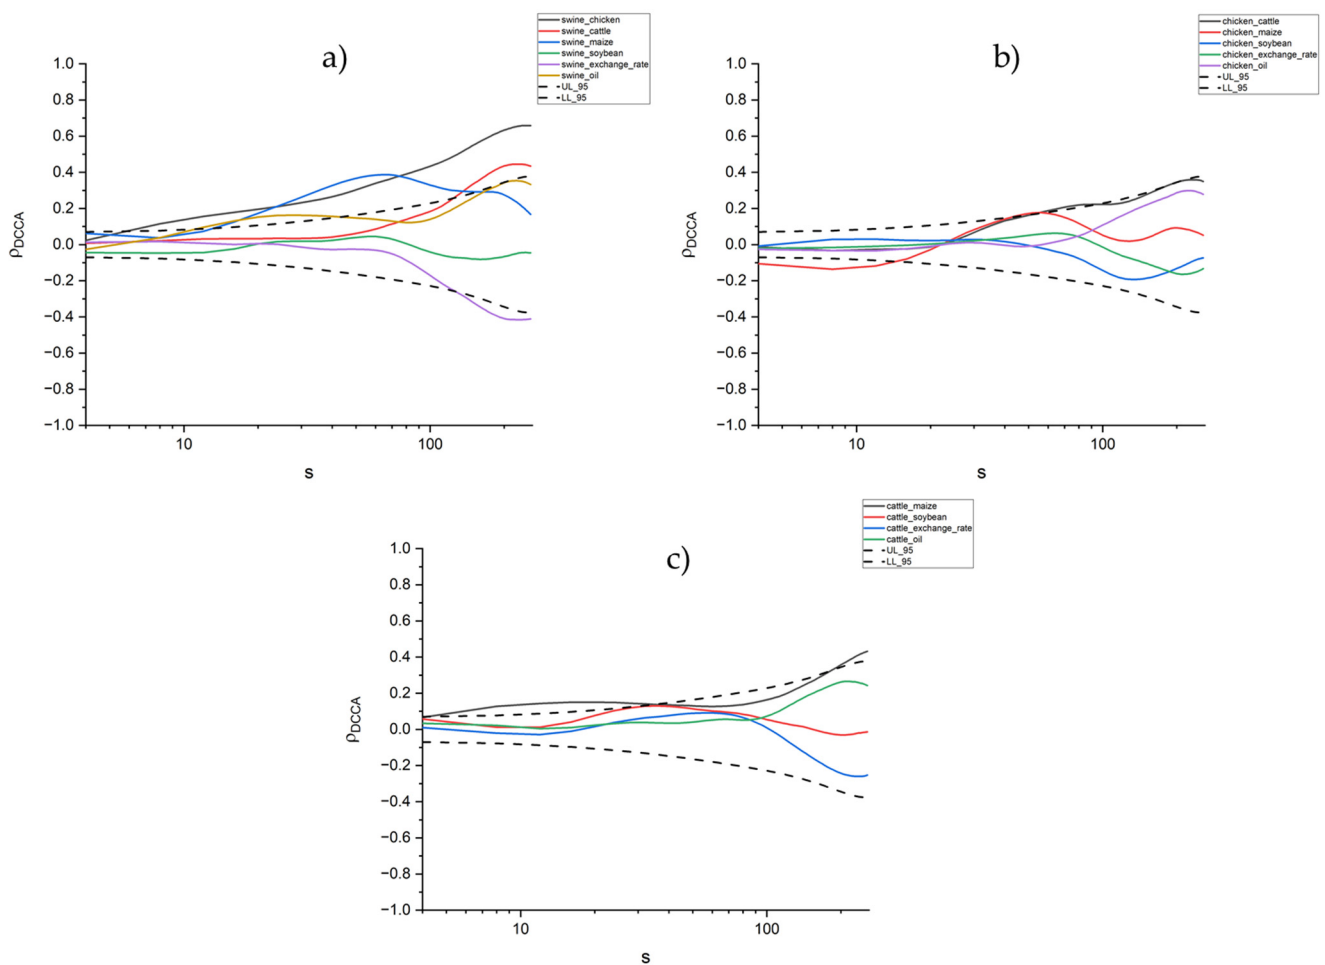 swine_chicken
swine_cattle
swine_maize
swine_soybean
swine_exchange_rate
swine_oil
UL_95
LL_95
a)
1.0
0.8
0.6
0.4
0.2
0.0
−0.2
−0.4
−0.6
−0.8
−1.0
ρDCCA
10
100
s
chicken_cattle
chicken_maize
chicken_soybean
chicken_exchange_rate
chicken_oil
UL_95
LL_95
b)
1.0
0.8
0.6
0.4
0.2
0.0
−0.2
−0.4
−0.6
−0.8
−1.0
ρDCCA
10
100
s
cattle_maize
cattle_soybean
cattle_exchange_rate
cattle_oil
UL_95
LL_95
c)
1.0
0.8
0.6
0.4
0.2
0.0
−0.2
−0.4
−0.6
−0.8
−1.0
ρDCCA
10
100
s